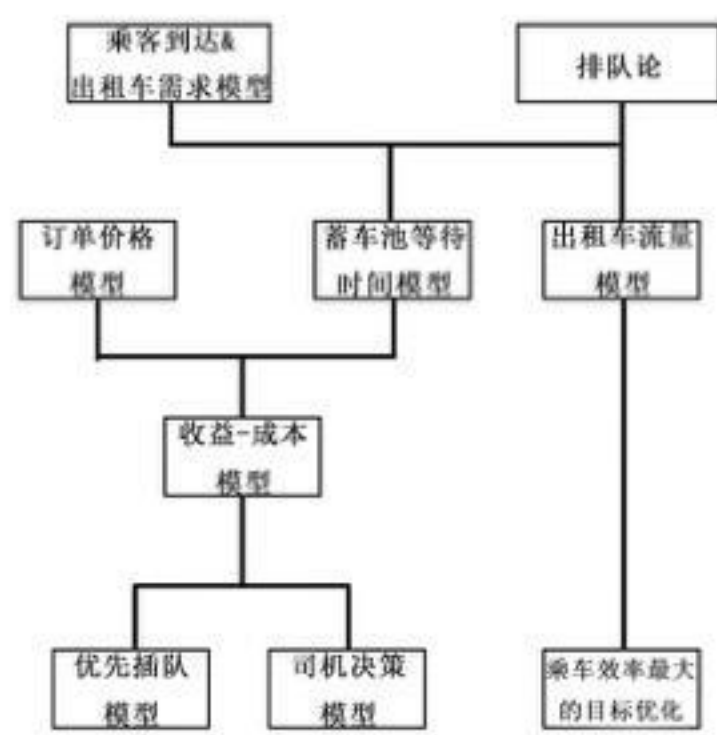 乘客到达&
出租车需求模型
排队论
订单价格
模型
蓄车池等待
时间模型
出租车流量
模型
收益-成本
模型
优先插队
模型
司机决策
模型
乘车效率最大
的目标优化